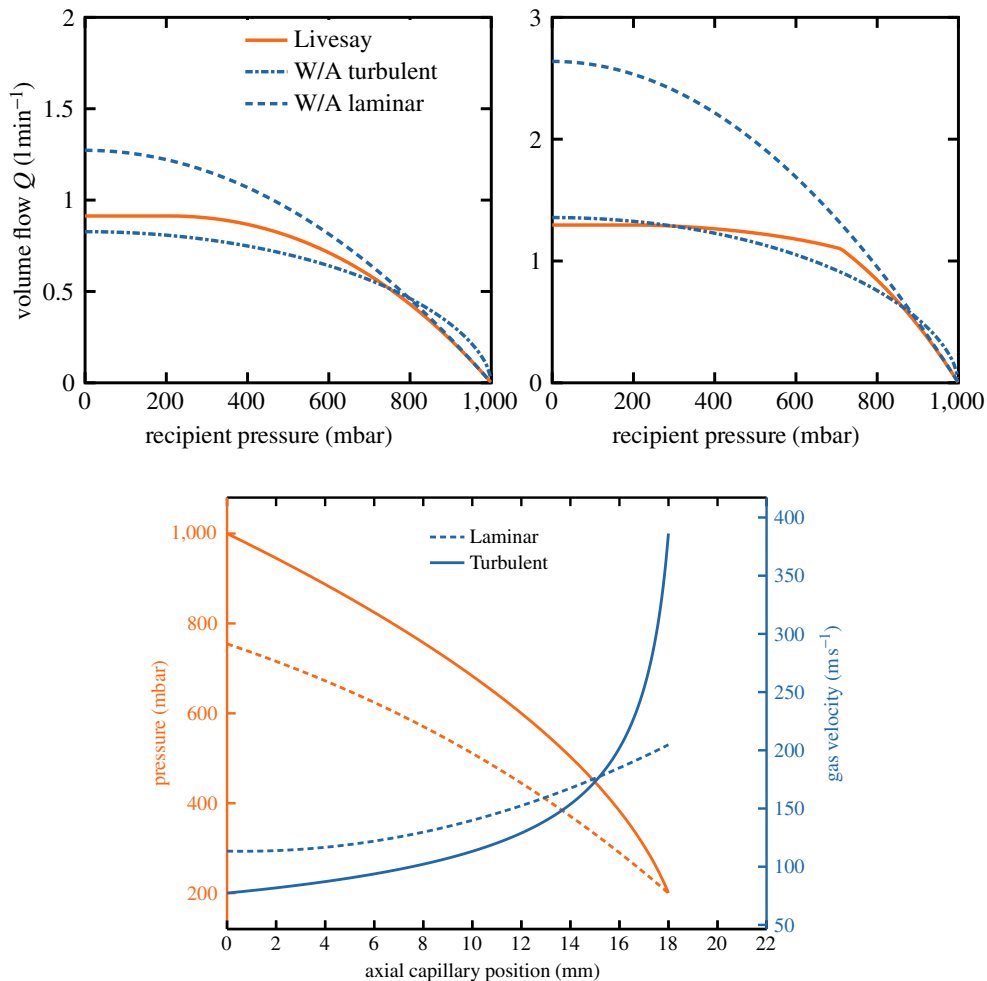 volume flow Q (l min⁻¹)
2
1.5
1
0.5
0
0 200 400 600 800 1,000
recipient pressure (mbar)
Livesay
W/A turbulent
W/A laminar
3
2
1
0
0 200 400 600 800 1,000
recipient pressure (mbar)
pressure (mbar)
1,000
800
600
400
200
Laminar
Turbulent
400
350
300
250
200
150
100
50
gas velocity (m s⁻¹)
0 2 4 6 8 10 12 14 16 18 20 22
axial capillary position (mm)